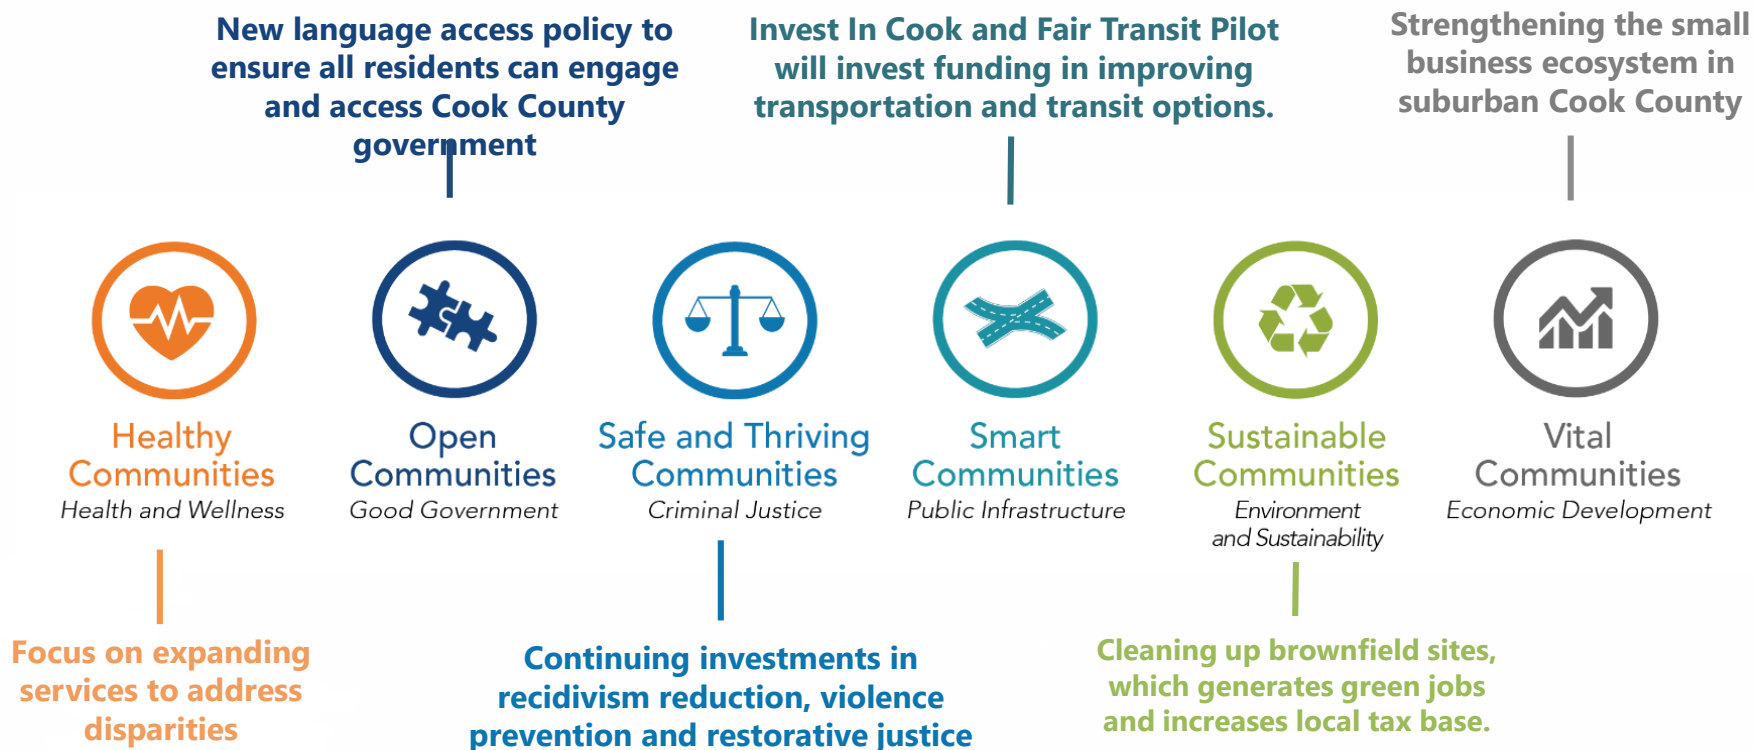 New language access policy to
ensure all residents can engage
and access Cook County
government
Invest In Cook and Fair Transit Pilot
will invest funding in improving
transportation and transit options.
Strengthening the small
business ecosystem in
suburban Cook County
Healthy
Communities
Health and Wellness
Open
Communities
Good Government
Safe and Thriving
Communities
Criminal Justice
Smart
Communities
Public Infrastructure
Sustainable
Communities
Environment
and Sustainability
Vital
Communities
Economic Development
Focus on expanding
services to address
disparities
Continuing investments in
recidivism reduction, violence
prevention and restorative justice
Cleaning up brownfield sites,
which generates green jobs
and increases local tax base.